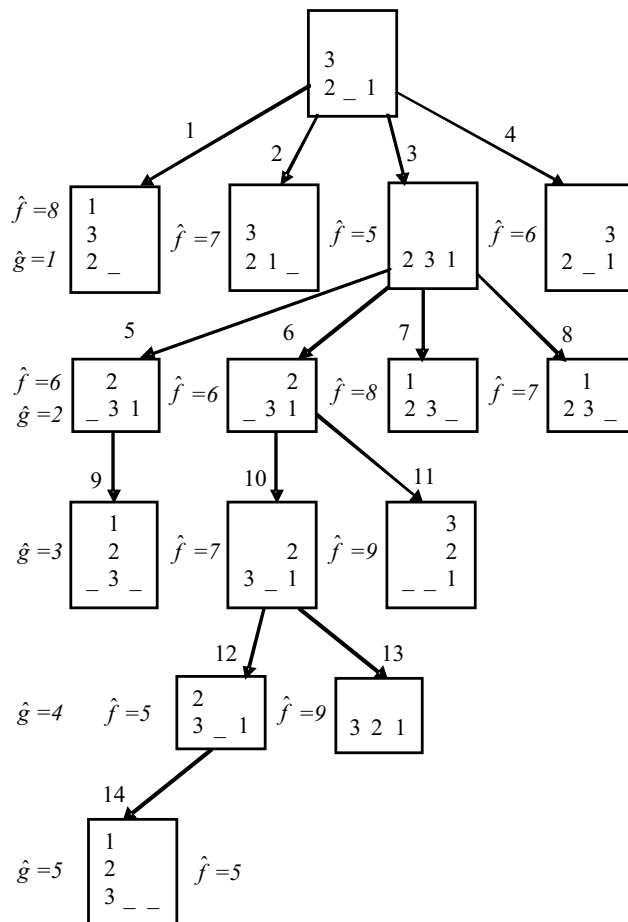 3
2 _ 1
1 2 3 4
f̂ =8 1
3
ĝ =1 2 _
f̂ =7 3
2 1 _
f̂ =5 2 3 1
f̂ =6 3
2 _ 1
5 6 7 8
f̂ =6 2
ĝ =2 _ 3 1
f̂ =6 2
_ 3 1
f̂ =8 1
2 3 _
f̂ =7 1
2 3 _
9 10 11
ĝ =3 1
2
_ 3 _
f̂ =7 2
3 _ 1
f̂ =9 3
2
_ _ 1
12 13
ĝ =4 f̂ =5 2
3 _ 1
f̂ =9 3 2 1
14
1
ĝ =5 2 f̂ =5
3 _ _